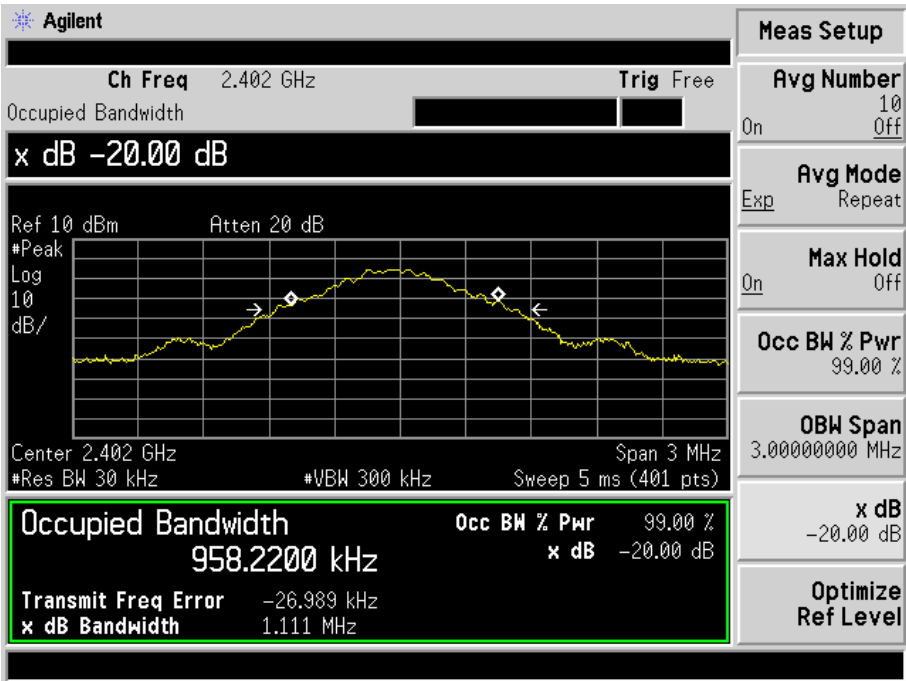 Agilent
Ch Freq 2.402 GHz Trig Free
Occupied Bandwidth
x dB -20.00 dB
Ref 10 dBm Atten 20 dB
#Peak
Log
10
dB/
Center 2.402 GHz Span 3 MHz
#Res BW 30 kHz #VBW 300 kHz Sweep 5 ms (401 pts)
Occupied Bandwidth
958.2200 kHz
Occ BW % Pwr 99.00 %
x dB -20.00 dB
Transmit Freq Error -26.989 kHz
x dB Bandwidth 1.111 MHz
Meas Setup
Avg Number
10
On Off
Avg Mode
Exp Repeat
Max Hold
On Off
Occ BW % Pwr
99.00 %
OBW Span
3.00000000 MHz
x dB
-20.00 dB
Optimize
Ref Level